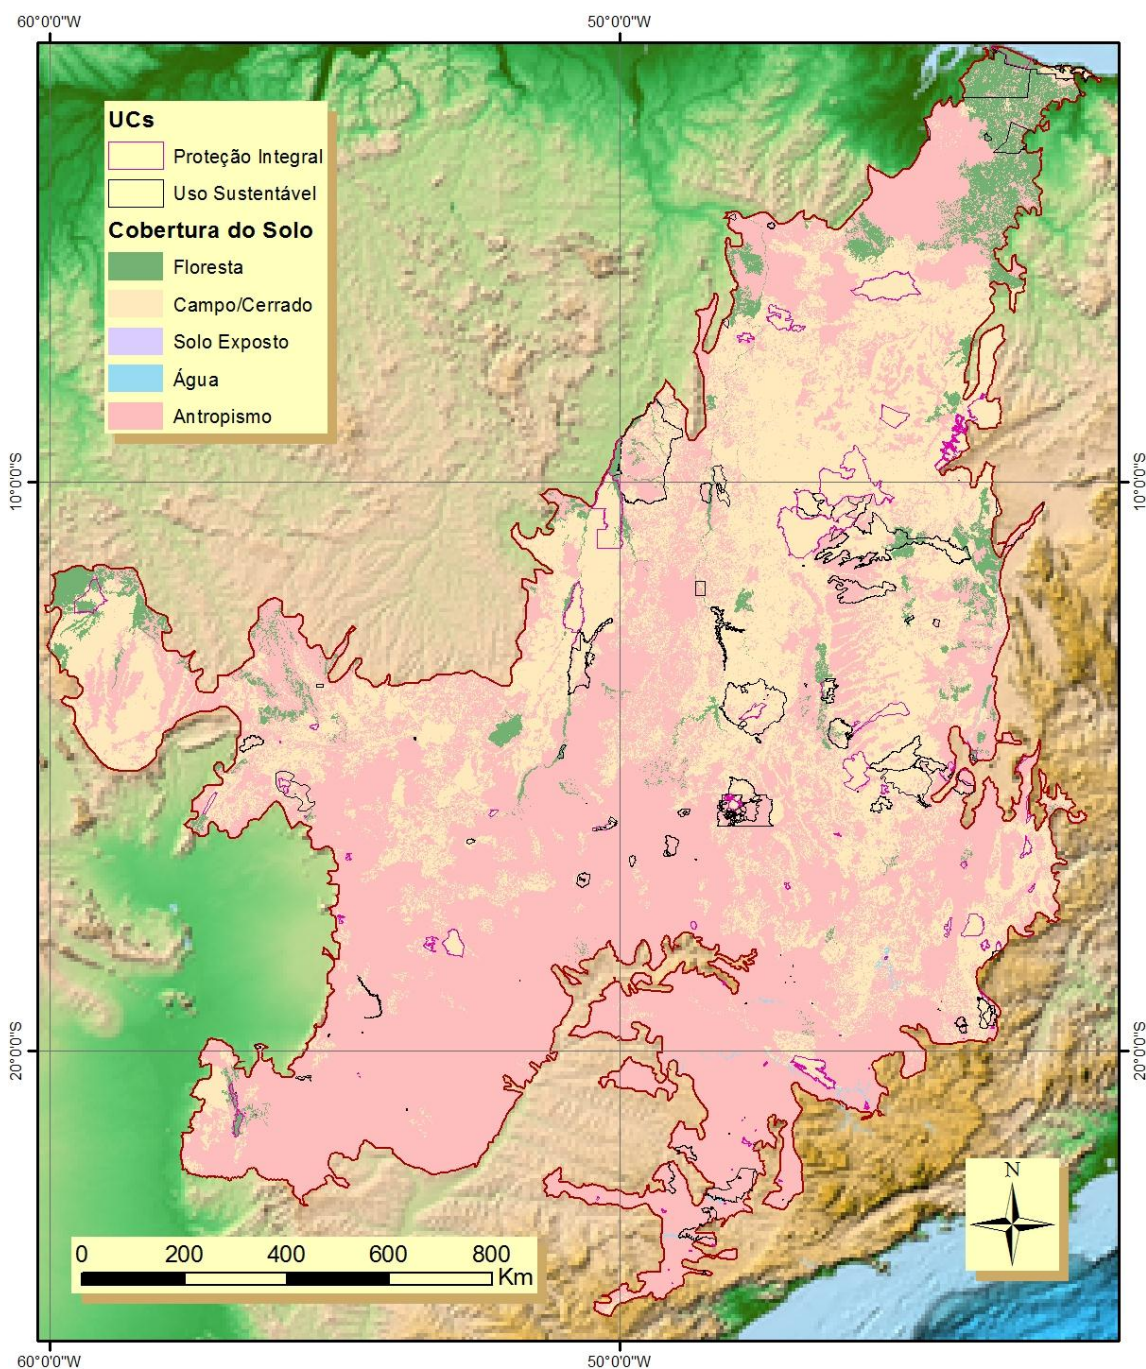 60°0'0"W
50°0'0"W
UCs
Proteção Integral
Uso Sustentável
Cobertura do Solo
Floresta
Campo/Cerrado
Solo Exposto
Água
Antropismo
10°0'0"S
10°0'0"S
20°0'0"S
20°0'0"S
N
0 200 400 600 800
Km
60°0'0"W
50°0'0"W